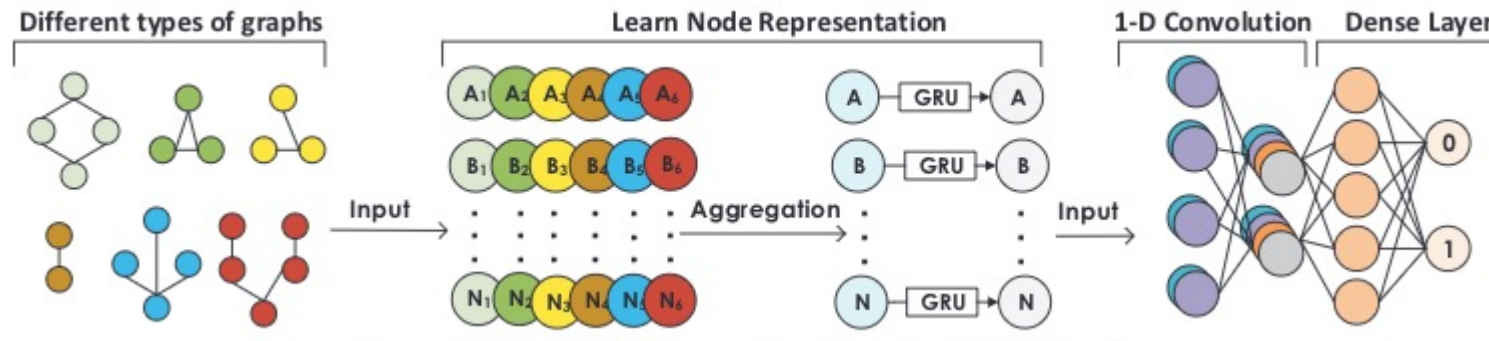 Different types of graphs
Learn Node Representation
1-D Convolution
Dense Layer
A₁ A₂ A₃ A₄ A₅ A₆
A GRU A
B₁ B₂ B₃ B₄ B₅ B₆
B GRU B
0
Input
Aggregation
Input
1
N₁ N₂ N₃ N₄ N₅ N₆
N GRU N